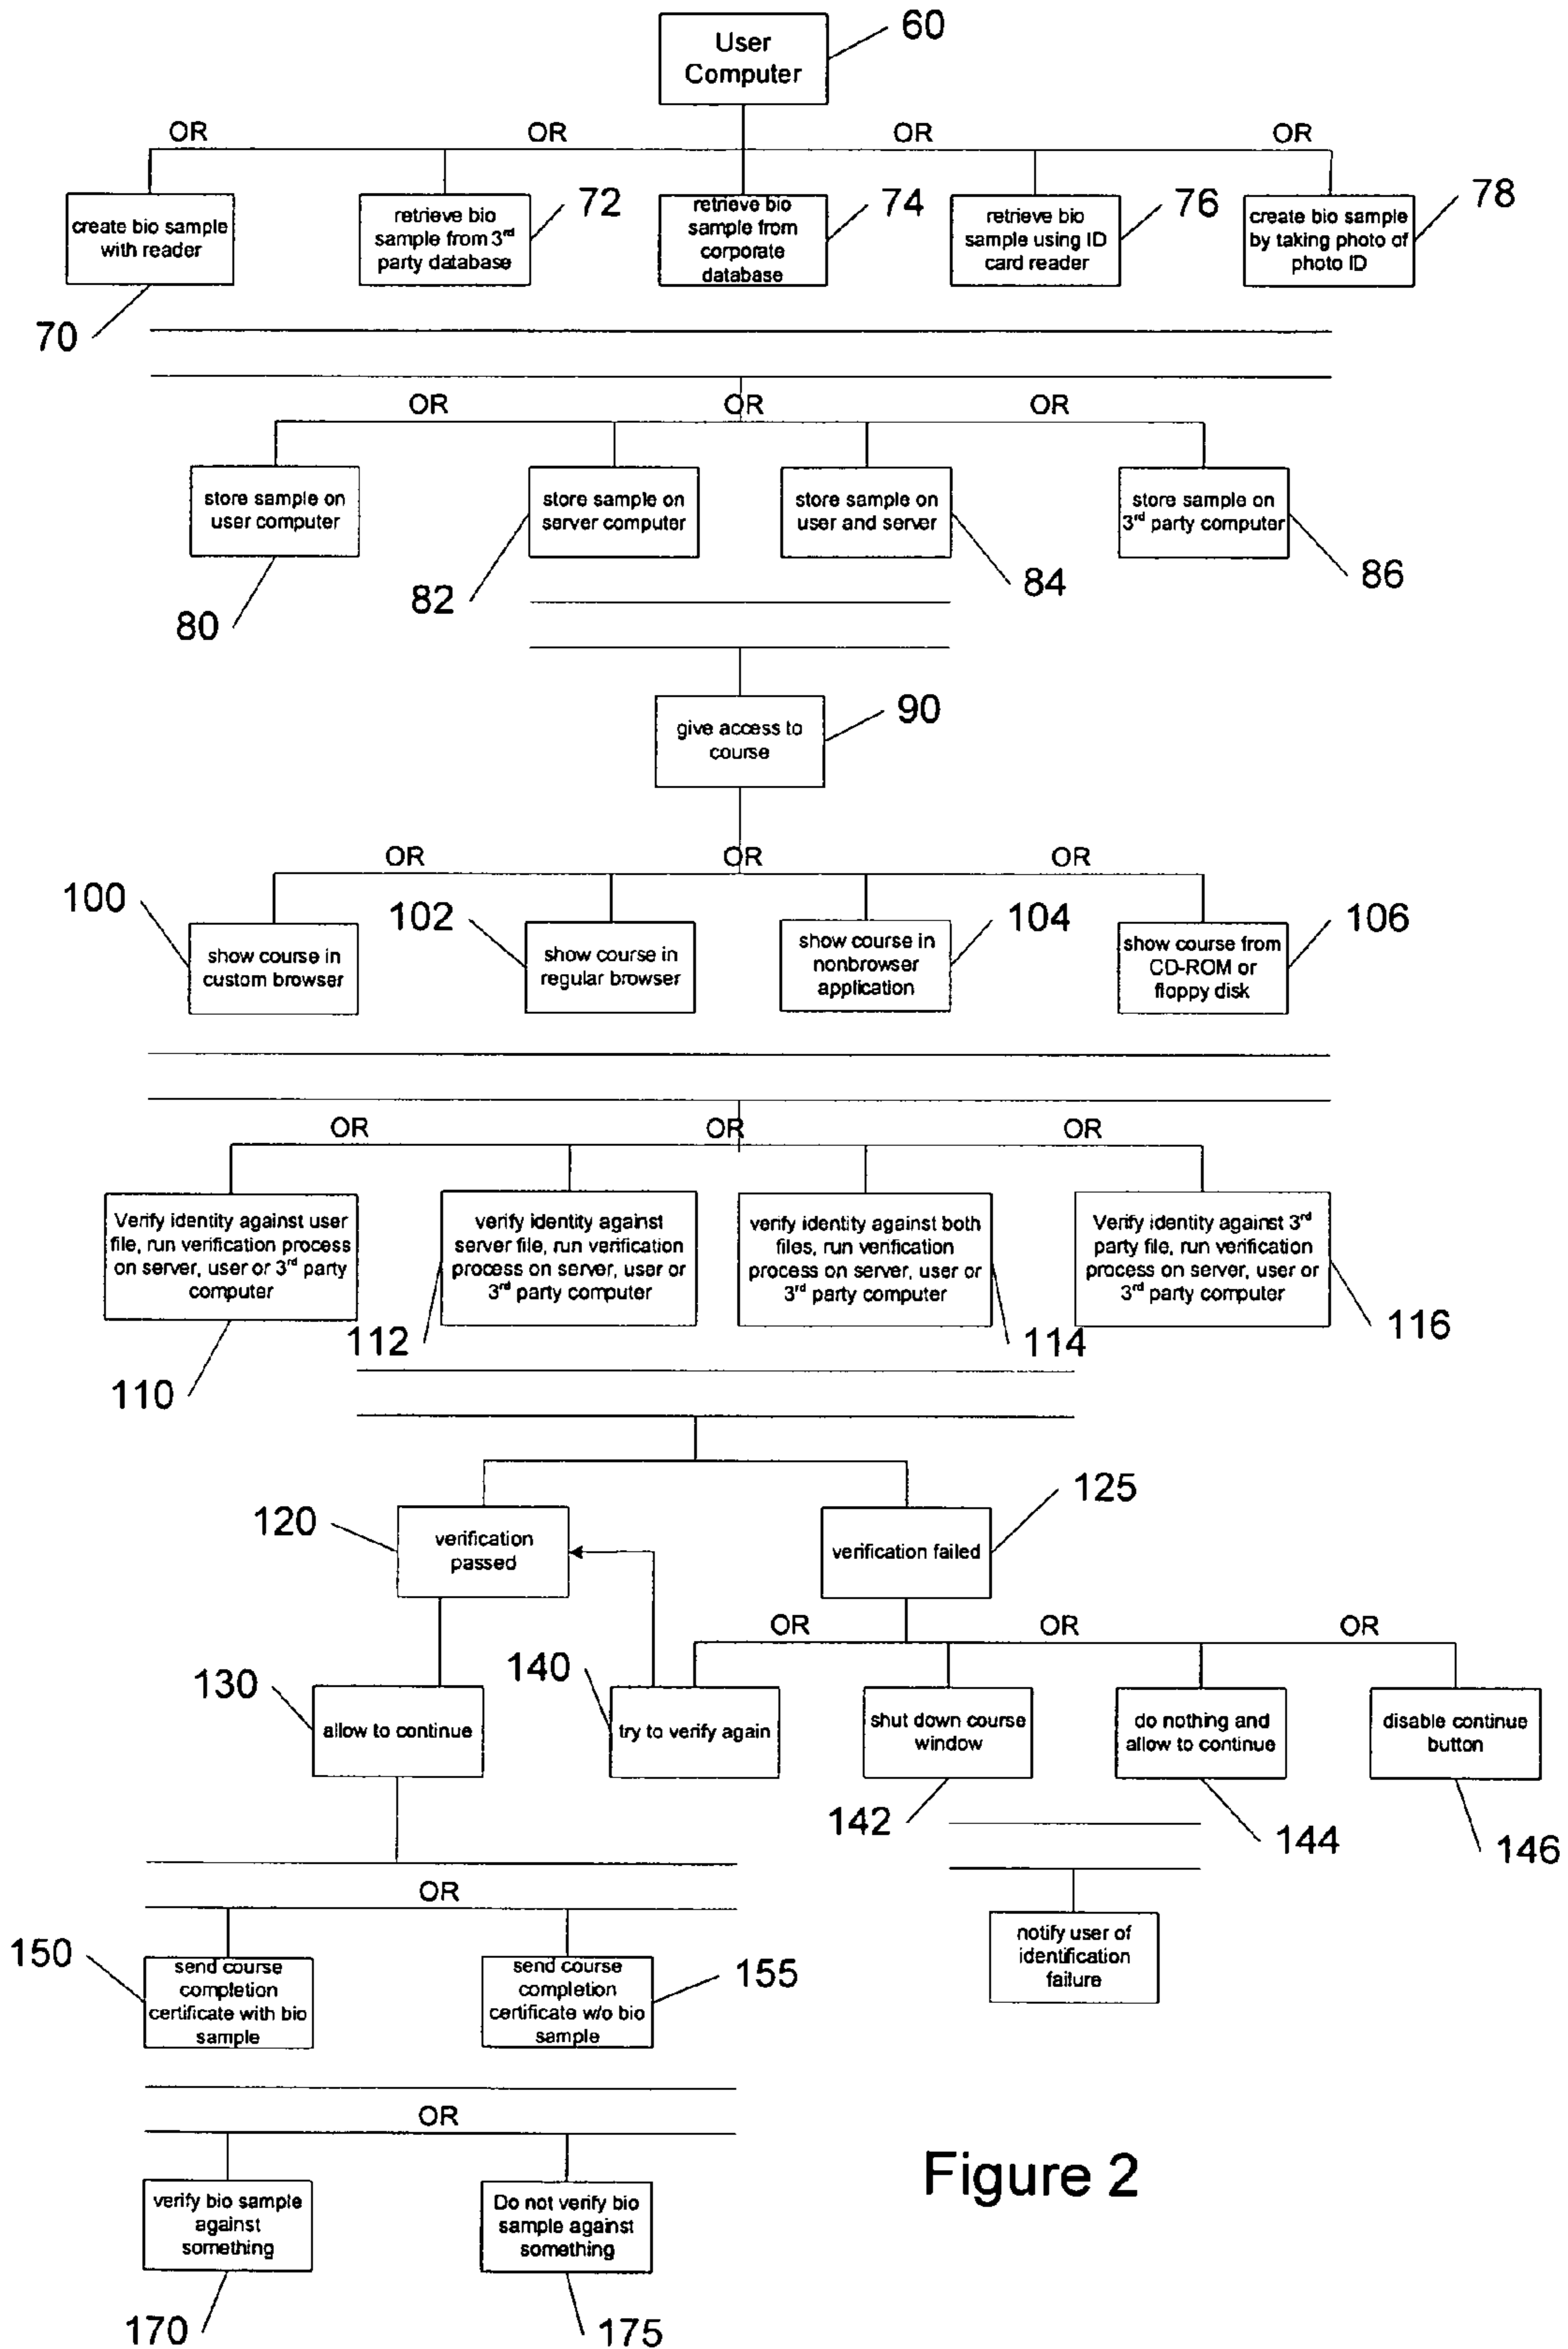 60
User
Computer
OR OR OR OR
create bio sample
with reader
70
retrieve bio
sample from 3rd
party database
72
retrieve bio
sample from
corporate
database
74
retrieve bio
sample using ID
card reader
76
create bio sample
by taking photo of
photo ID
78
OR OR OR
store sample on
user computer
80
store sample on
server computer
82
store sample on
user and server
84
store sample on
3rd party computer
86
give access to
course
90
OR OR OR
100
show course in
custom browser
102
show course in
regular browser
104
show course in
nonbrowser
application
106
show course from
CD-ROM or
floppy disk
OR OR OR
Verify identity against user
file, run verification process
on server, user or 3rd party
computer
110
verify identity against
server file, run verification
process on server, user or
3rd party computer
112
verify identity against both
files, run verification
process on server, user or
3rd party computer
114
Verify identity against 3rd
party file, run verification
process on server, user or
3rd party computer
116
120
verification
passed
125
verification failed
OR OR OR
130
allow to continue
140
try to verify again
shut down course
window
142
do nothing and
allow to continue
144
disable continue
button
146
OR
150
send course
completion
certificate with bio
sample
155
send course
completion
certificate w/o bio
sample
notify user of
identification
failure
OR
verify bio sample
against
something
170
Do not verify bio
sample against
something
175
Figure 2